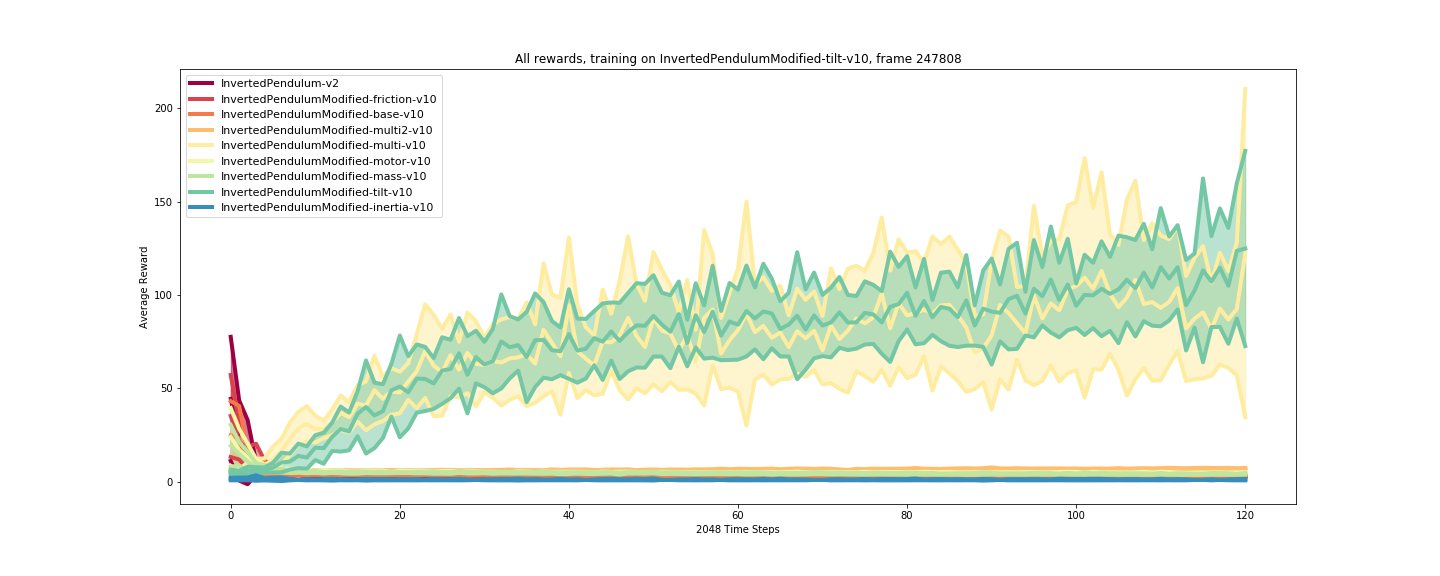 All rewards, training on InvertedPendulumModified-tilt-v10, frame 247808
InvertedPendulum-v2
InvertedPendulumModified-friction-v10
InvertedPendulumModified-base-v10
InvertedPendulumModified-multi2-v10
InvertedPendulumModified-multi-v10
InvertedPendulumModified-motor-v10
InvertedPendulumModified-mass-v10
InvertedPendulumModified-tilt-v10
InvertedPendulumModified-inertia-v10
Average Reward
200
150
100
50
0
0 20 40 60 80 100 120
2048 Time Steps